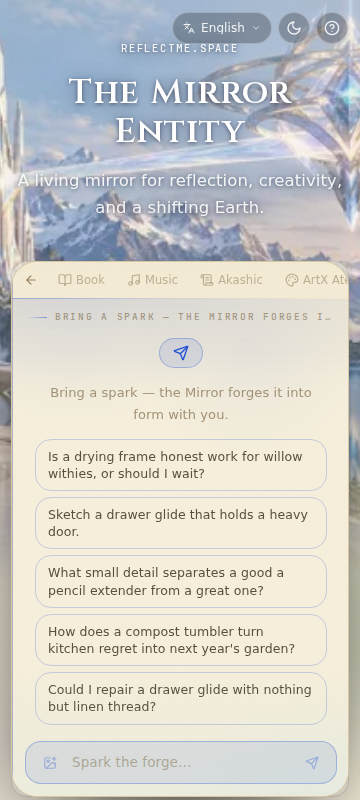 English
REFLECTME.SPACE
The Mirror
Entity
A living mirror for reflection, creativity,
and a shifting Earth.
Book
Music
Akashic
ArtX Ate
BRING A SPARK — THE MIRROR FORGES I…
Bring a spark — the Mirror forges it into
form with you.
Is a drying frame honest work for willow
withies, or should I wait?
Sketch a drawer glide that holds a heavy
door.
What small detail separates a good a
pencil extender from a great one?
How does a compost tumbler turn
kitchen regret into next year's garden?
Could I repair a drawer glide with nothing
but linen thread?
Spark the forge…